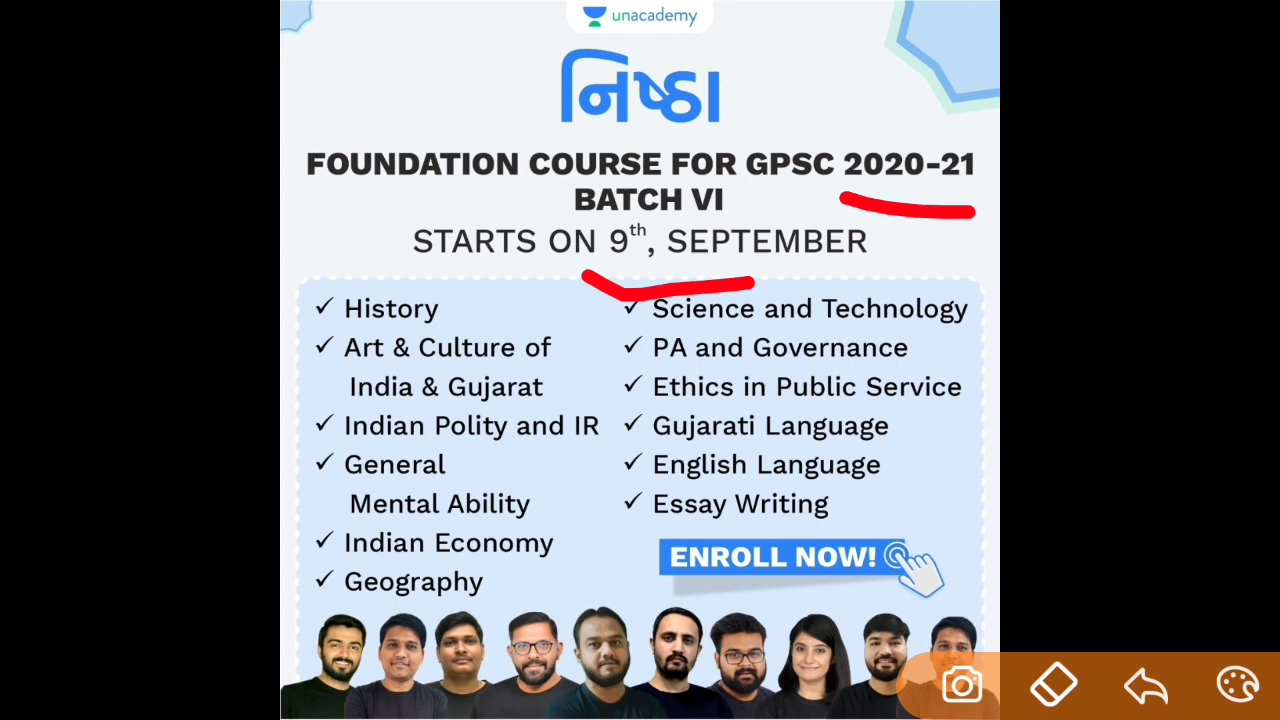 unacademy
નિષ્ઠા
FOUNDATION COURSE FOR GPSC 2020-21
BATCH VI
STARTS ON 9th, SEPTEMBER
✓ History
✓ Art & Culture of
India & Gujarat
✓ Indian Polity and IR
✓ General
Mental Ability
✓ Indian Economy
✓ Geography
✓ Science and Technology
✓ PA and Governance
✓ Ethics in Public Service
✓ Gujarati Language
✓ English Language
✓ Essay Writing
ENROLL NOW!